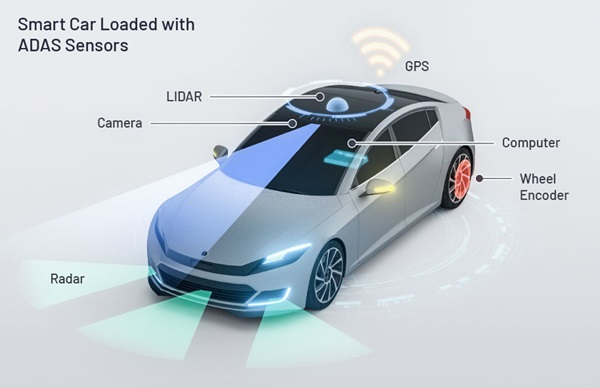 Smart Car Loaded with
ADAS Sensors
GPS
LIDAR
Camera
Computer
Wheel
Encoder
Radar